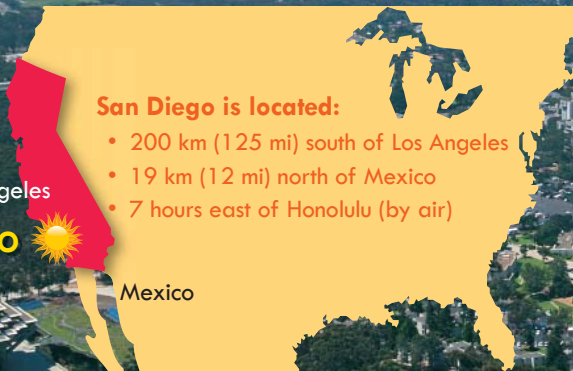 San Diego is located:
• 200 km (125 mi) south of Los Angeles
• 19 km (12 mi) north of Mexico
• 7 hours east of Honolulu (by air)
geles
o
Mexico